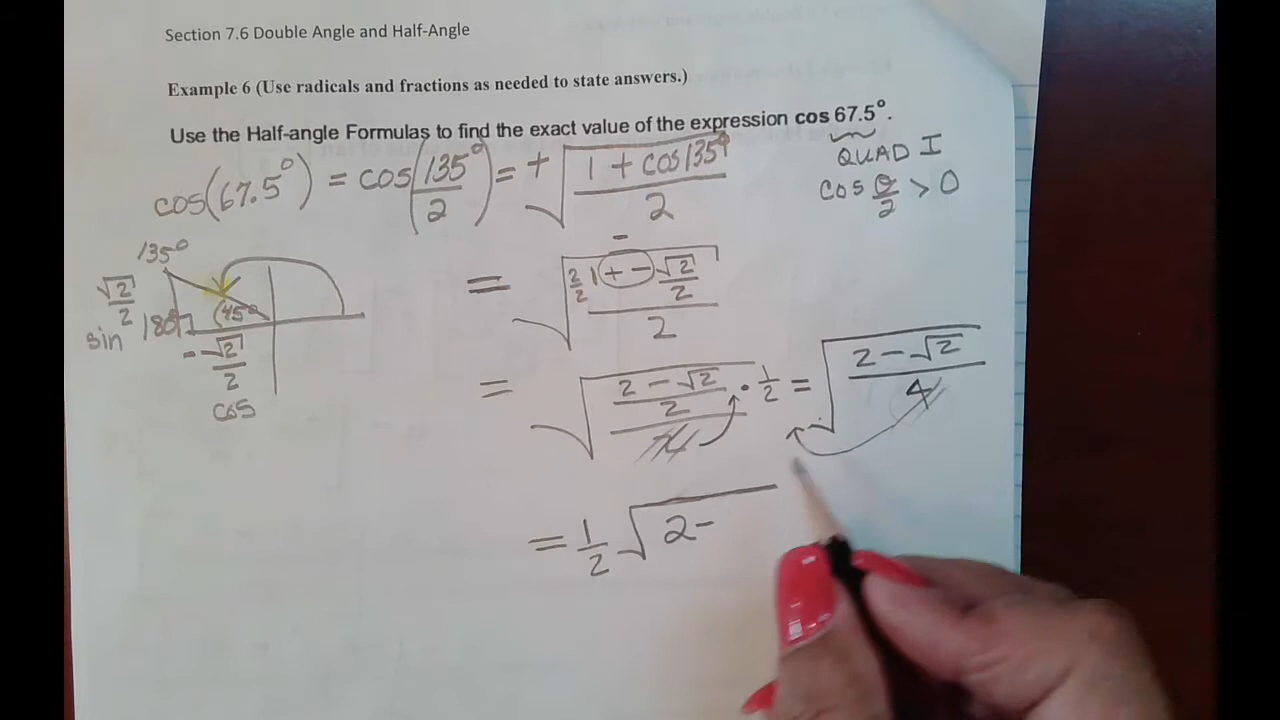 Section 7.6 Double Angle and Half-Angle
Example 6 (Use radicals and fractions as needed to state answers.)
Use the Half-angle Formulas to find the exact value of the expression cos 67.5°.
cos(67.5°) = cos(135°/2) = +√((1 + cos135°)/2)
QUAD I
cos θ/2 > 0
135°
√2/2
sin
180
45°
-√2/2
cos
= √((2/2 1 + - √2/2)/2)
-
= √(((2 - √2)/2)/2) · 1/2 = √((2 - √2)/4)
= 1/2 √2 -